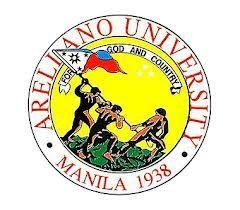 ARELLANO UNIVERSITY
FOR GOD AND COUNTRY
MANILA 1938